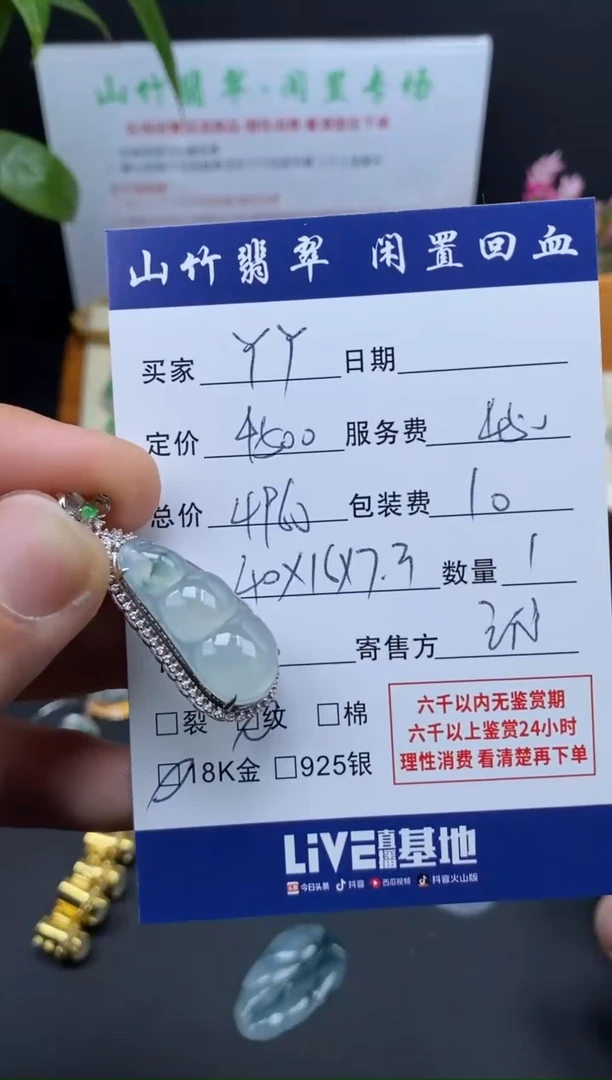 山竹翡翠·闲置专场
山竹翡翠 闲置回血
买家 丫丫 日期
定价 4500 服务费 450
总价 4960 包装费 10
40X16X7.3 数量 1
寄售方
□裂 ☑纹 □棉
☑18K金 □925银
六千以内无鉴赏期
六千以上鉴赏24小时
理性消费 看清楚再下单
LiVE直播基地
今日头条 抖音 西瓜视频 抖音火山版